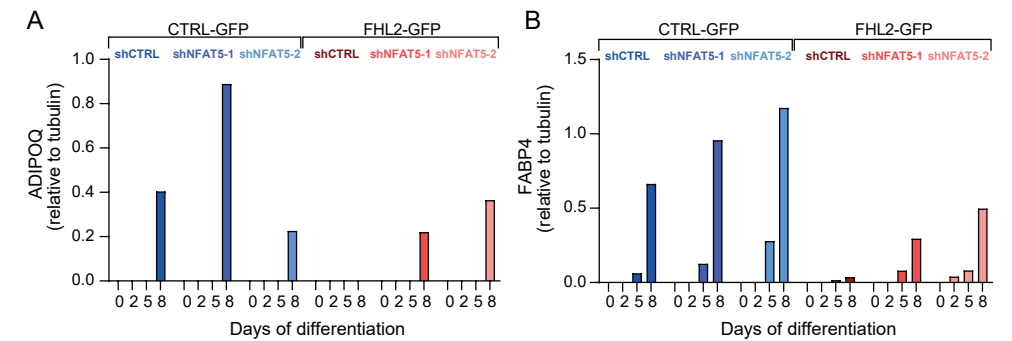 A
CTRL-GFP FHL2-GFP
shCTRL shNFAT5-1 shNFAT5-2 shCTRL shNFAT5-1 shNFAT5-2
ADIPOQ
(relative to tubulin)
1.0
0.8
0.6
0.4
0.2
0.0
0 2 5 8 0 2 5 8 0 2 5 8 0 2 5 8 0 2 5 8 0 2 5 8
Days of differentiation
B
CTRL-GFP FHL2-GFP
shCTRL shNFAT5-1 shNFAT5-2 shCTRL shNFAT5-1 shNFAT5-2
FABP4
(relative to tubulin)
1.5
1.0
0.5
0.0
0 2 5 8 0 2 5 8 0 2 5 8 0 2 5 8 0 2 5 8 0 2 5 8
Days of differentiation